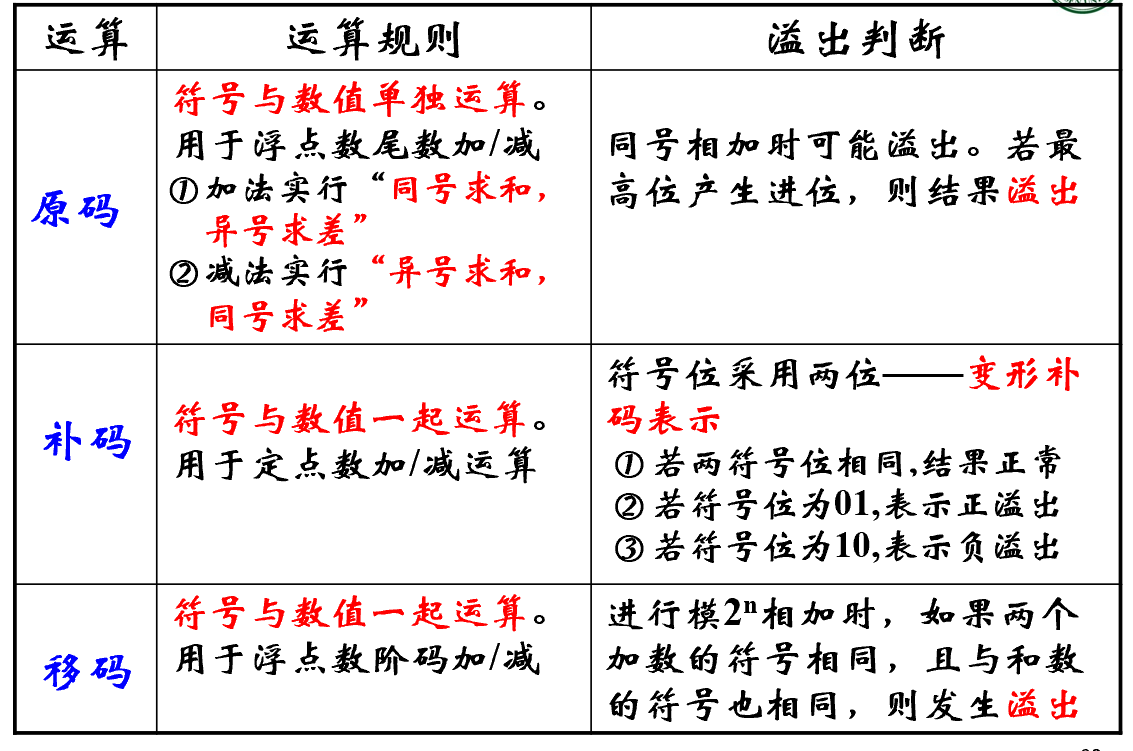 运算 运算规则 溢出判断
原码
符号与数值单独运算。
用于浮点数尾数加/减
①加法实行“同号求和，
异号求差”
②减法实行“异号求和，
同号求差”
同号相加时可能溢出。若最
高位产生进位，则结果溢出
补码
符号与数值一起运算。
用于定点数加/减运算
符号位采用两位——变形补
码表示
①若两符号位相同,结果正常
②若符号位为01,表示正溢出
③若符号位为10,表示负溢出
移码
符号与数值一起运算。
用于浮点数阶码加/减
进行模2ⁿ相加时，如果两个
加数的符号相同，且与和数
的符号也相同，则发生溢出